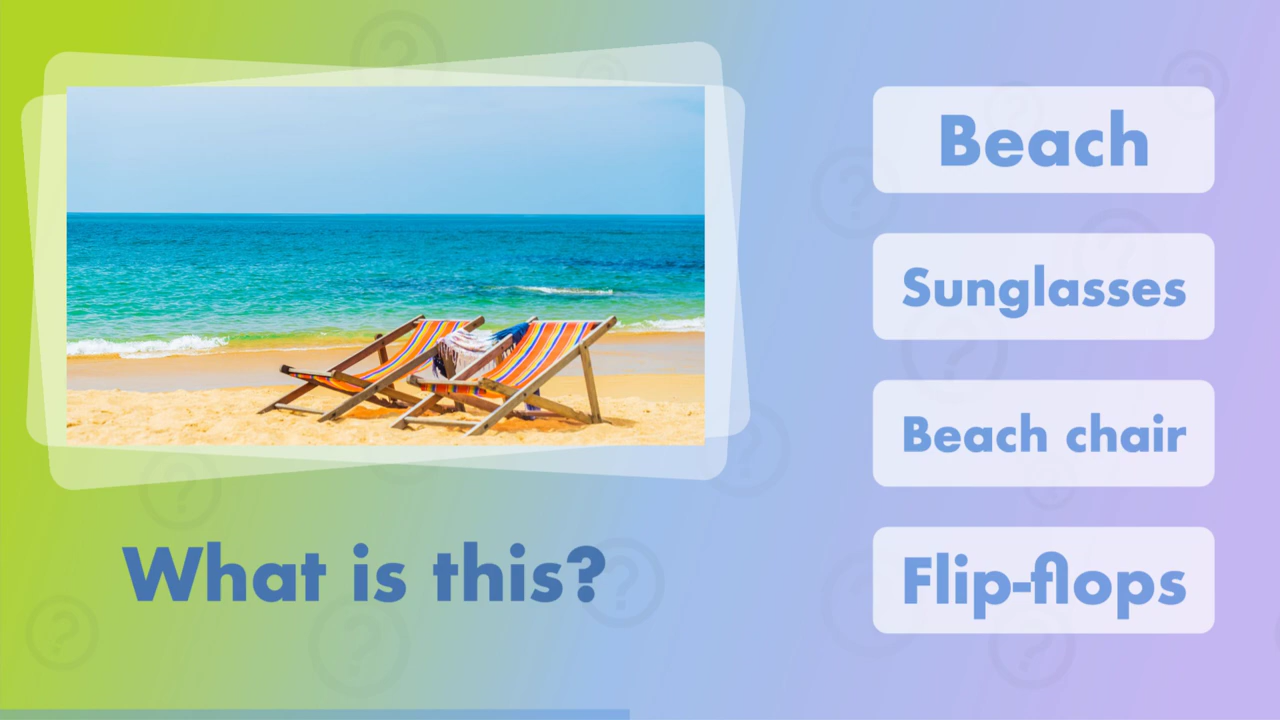 Beach
Sunglasses
Beach chair
What is this?
Flip-flops